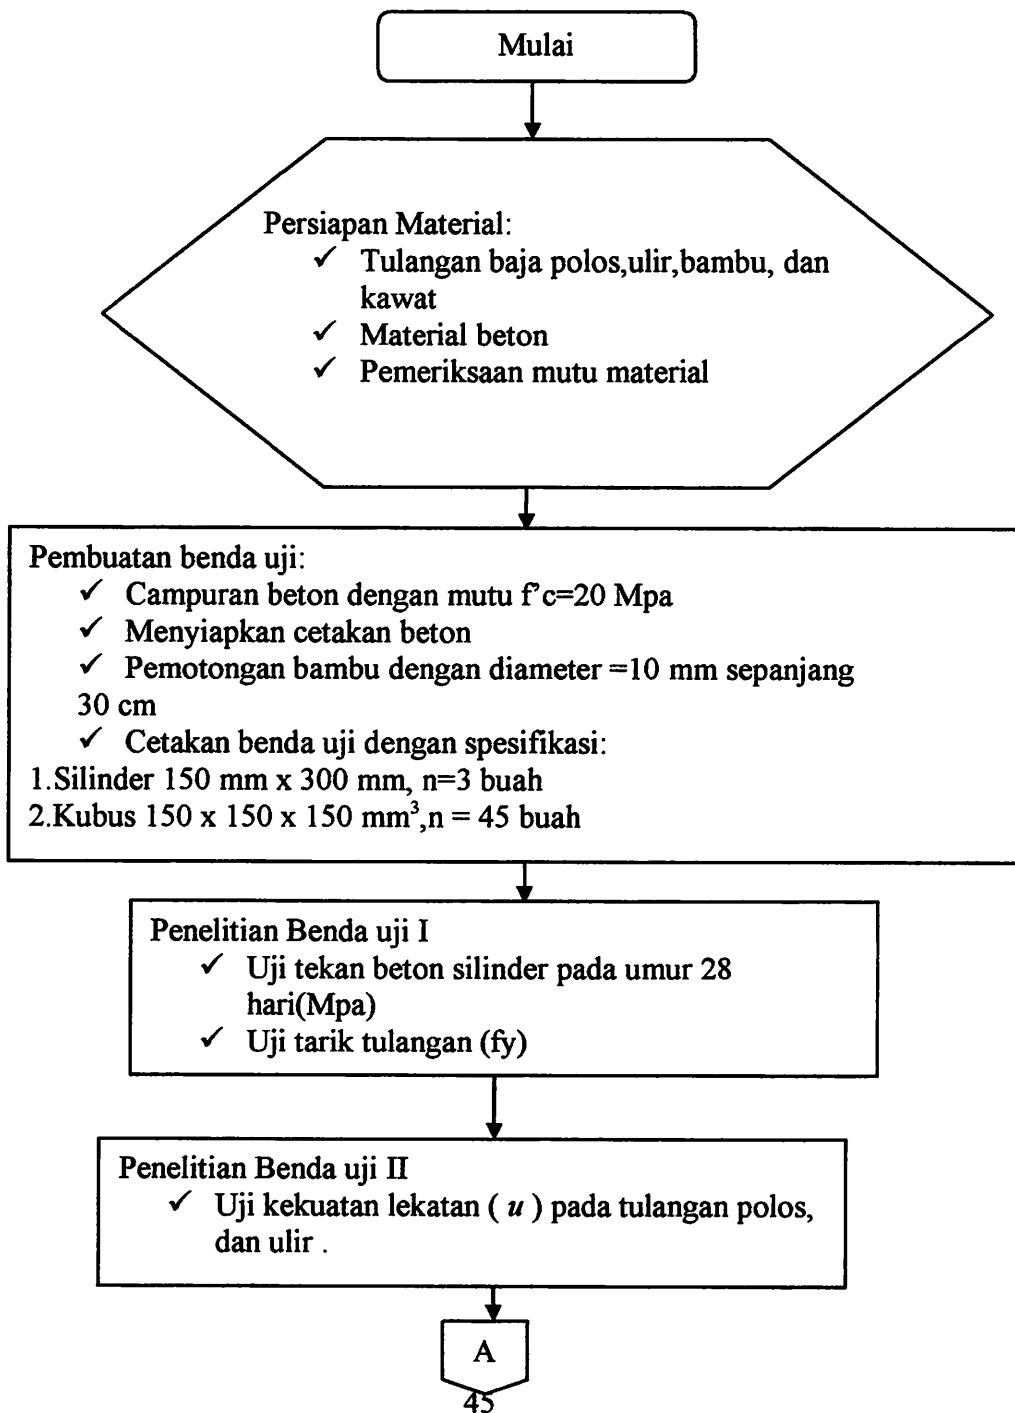 Mulai
Persiapan Material:
✓ Tulangan baja polos,ulir,bambu, dan
kawat
✓ Material beton
✓ Pemeriksaan mutu material
Pembuatan benda uji:
✓ Campuran beton dengan mutu f'c=20 Mpa
✓ Menyiapkan cetakan beton
✓ Pemotongan bambu dengan diameter =10 mm sepanjang
30 cm
✓ Cetakan benda uji dengan spesifikasi:
1.Silinder 150 mm x 300 mm, n=3 buah
2.Kubus 150 x 150 x 150 mm³,n = 45 buah
Penelitian Benda uji I
✓ Uji tekan beton silinder pada umur 28
hari(Mpa)
✓ Uji tarik tulangan (fy)
Penelitian Benda uji II
✓ Uji kekuatan lekatan ( u ) pada tulangan polos,
dan ulir .
A
45